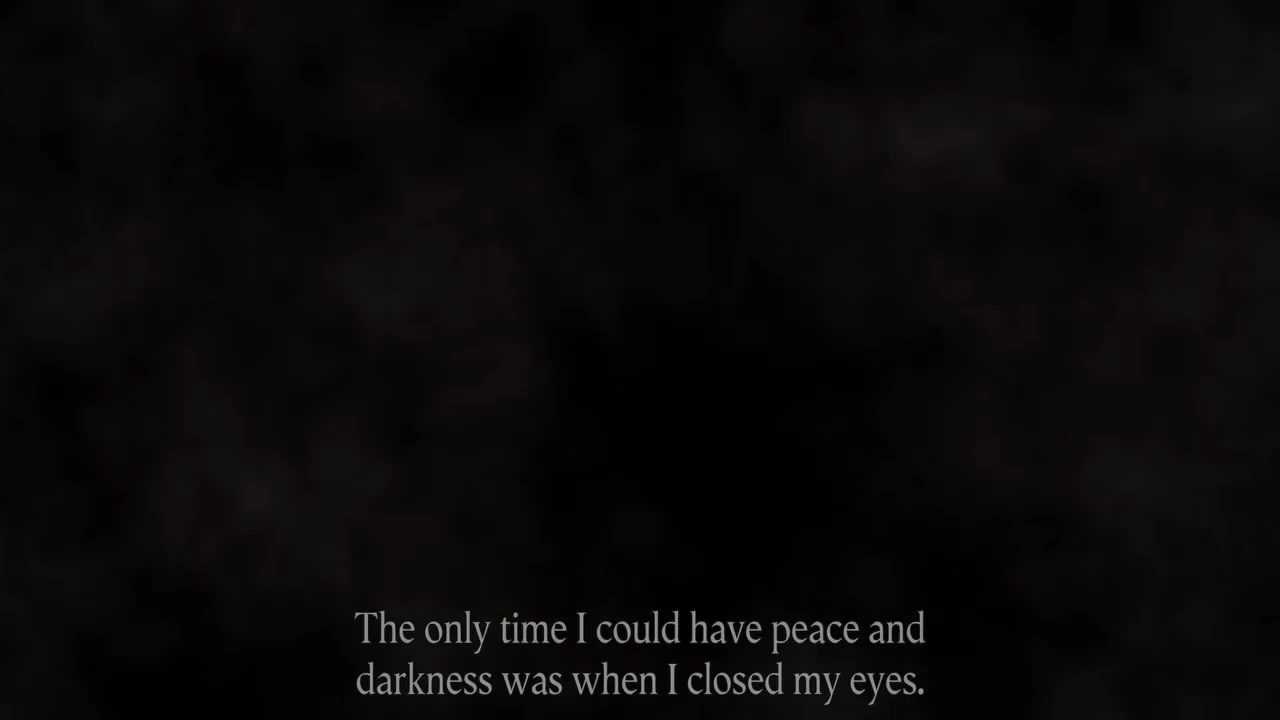 The only time I could have peace and
darkness was when I closed my eyes.